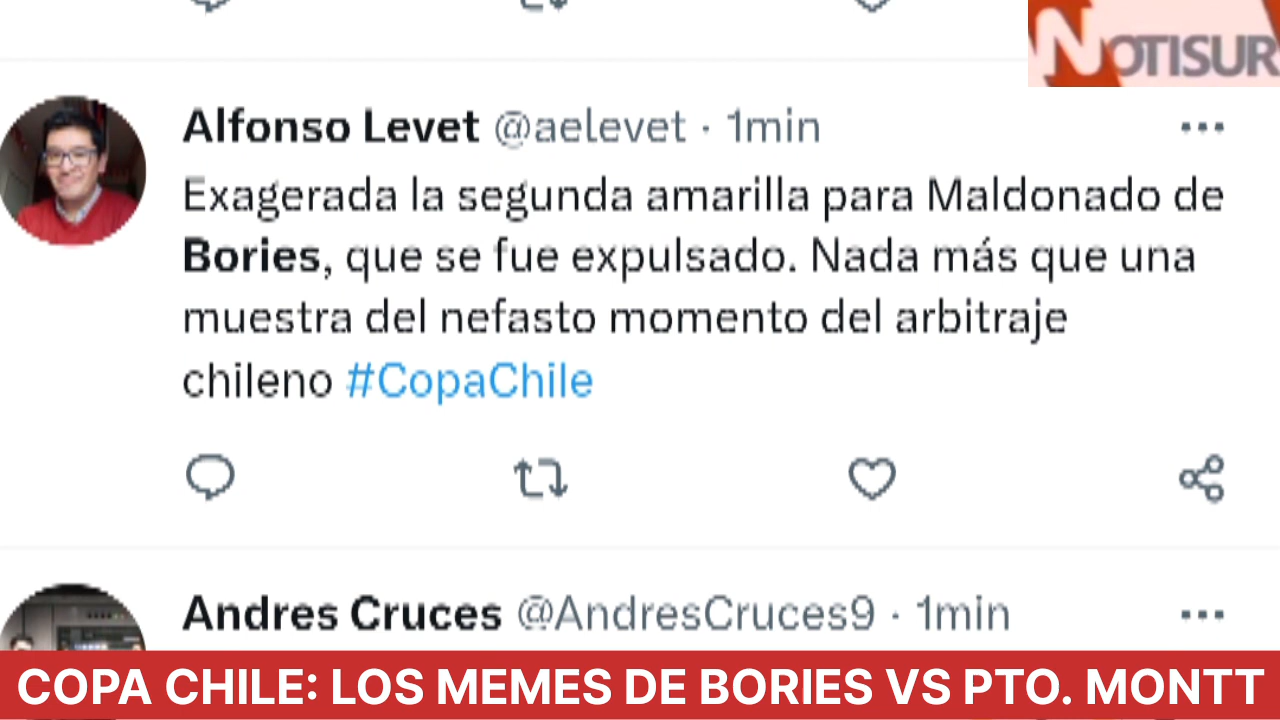 NOTISUR
Alfonso Levet @aelevet · 1min
Exagerada la segunda amarilla para Maldonado de
Bories, que se fue expulsado. Nada más que una
muestra del nefasto momento del arbitraje
chileno #CopaChile
Andres Cruces @AndresCruces9 · 1min
COPA CHILE: LOS MEMES DE BORIES VS PTO. MONTT